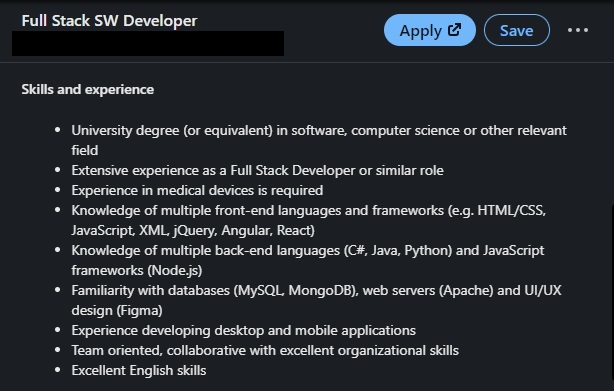 Full Stack SW Developer
Apply
Save
Skills and experience
• University degree (or equivalent) in software, computer science or other relevant
field
• Extensive experience as a Full Stack Developer or similar role
• Experience in medical devices is required
• Knowledge of multiple front-end languages and frameworks (e.g. HTML/CSS,
JavaScript, XML, jQuery, Angular, React)
• Knowledge of multiple back-end languages (C#, Java, Python) and JavaScript
frameworks (Node.js)
• Familiarity with databases (MySQL, MongoDB), web servers (Apache) and UI/UX
design (Figma)
• Experience developing desktop and mobile applications
• Team oriented, collaborative with excellent organizational skills
• Excellent English skills